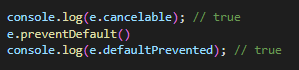 console.log(e.cancelable); // true
e.preventDefault()
console.log(e.defaultPrevented); // true